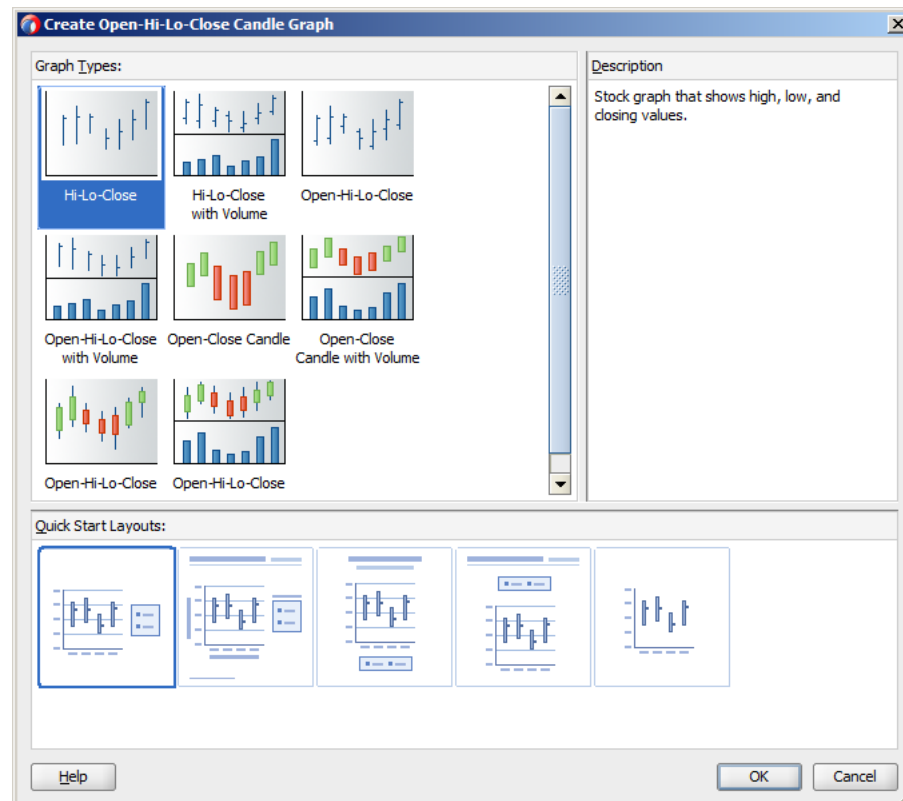 Create Open-Hi-Lo-Close Candle Graph
Graph Types:
Hi-Lo-Close
Hi-Lo-Close
with Volume
Open-Hi-Lo-Close
Open-Hi-Lo-Close
with Volume
Open-Close Candle
Open-Close
Candle with Volume
Open-Hi-Lo-Close
Open-Hi-Lo-Close
Description
Stock graph that shows high, low, and
closing values.
Quick Start Layouts:
Help
OK
Cancel